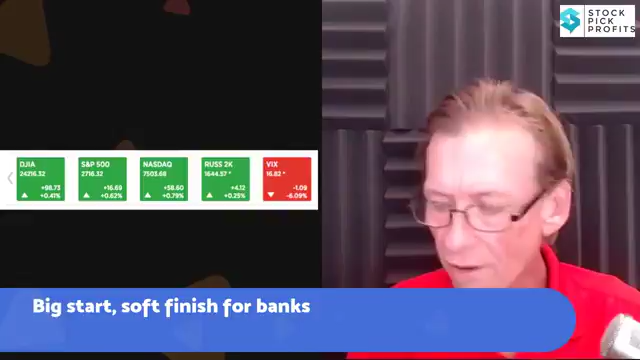 STOCK
PICK
PROFITS
DJIA
24216.32
+98.73
+0.41%
S&P 500
2716.32
+16.69
+0.62%
NASDAQ
7503.68
+58.60
+0.79%
RUSS 2K
1644.57 *
+4.12
+0.25%
VIX
16.82 *
-1.09
-6.09%
Big start, soft finish for banks